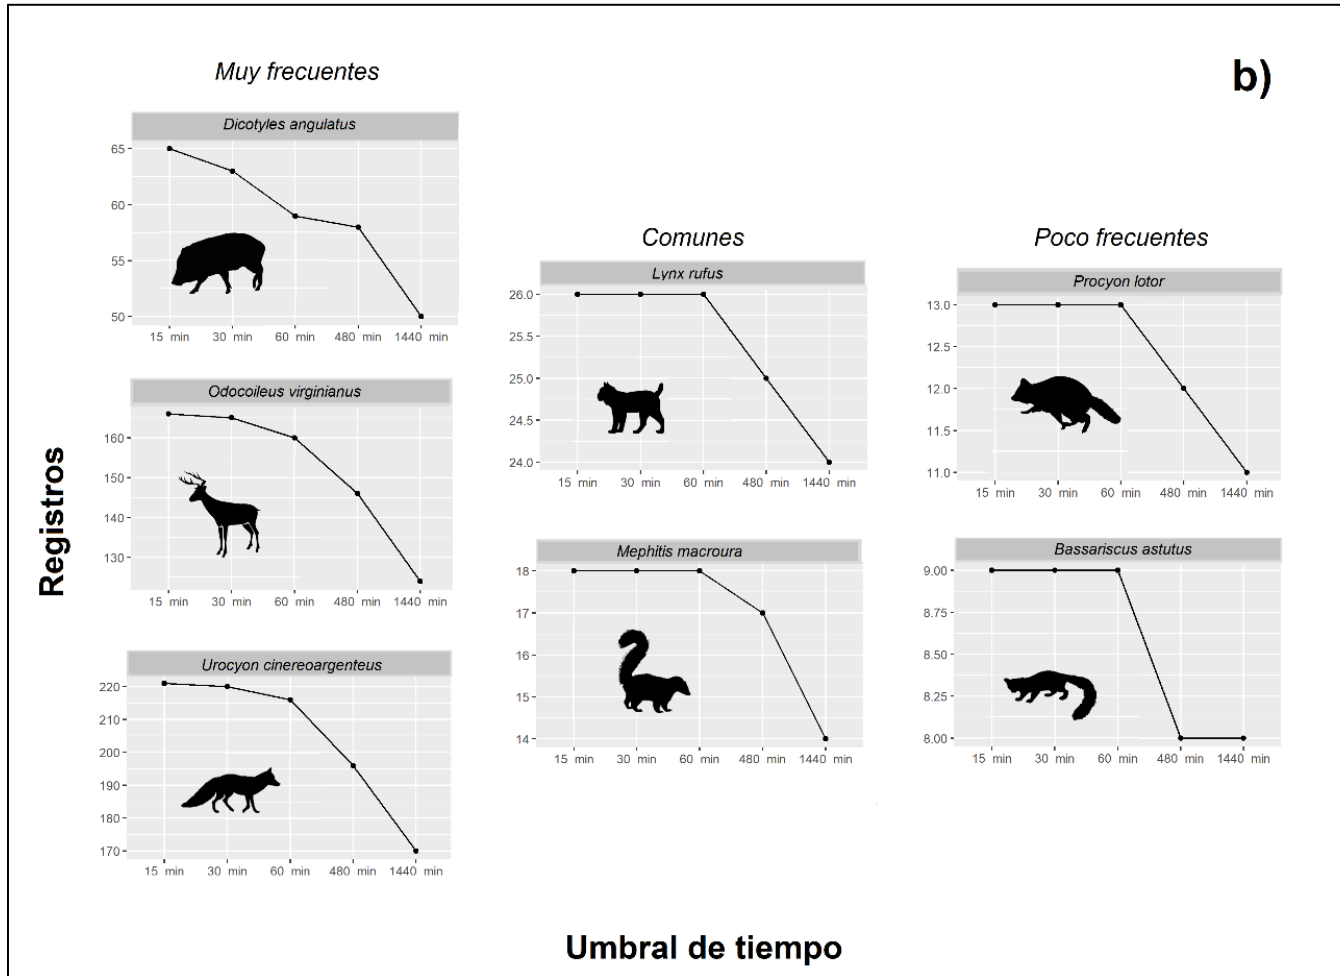 b)
Muy frecuentes
Dicotyles angulatus
65
60
55
50
15 min 30 min 60 min 480 min 1440 min
Odocoileus virginianus
160
150
140
130
15 min 30 min 60 min 480 min 1440 min
Urocyon cinereoargenteus
220
210
200
190
180
170
15 min 30 min 60 min 480 min 1440 min
Comunes
Lynx rufus
26.0
25.5
25.0
24.5
24.0
15 min 30 min 60 min 480 min 1440 min
Mephitis macroura
18
17
16
15
14
15 min 30 min 60 min 480 min 1440 min
Poco frecuentes
Procyon lotor
13.0
12.5
12.0
11.5
11.0
15 min 30 min 60 min 480 min 1440 min
Bassariscus astutus
9.00
8.75
8.50
8.25
8.00
15 min 30 min 60 min 480 min 1440 min
Registros
Umbral de tiempo